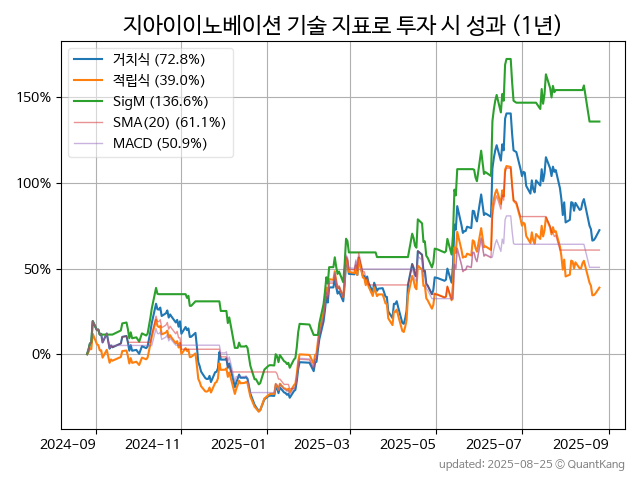 지아이이노베이션 기술 지표로 투자 시 성과 (1년)
거치식 (72.8%)
적립식 (39.0%)
SigM (136.6%)
SMA(20) (61.1%)
MACD (50.9%)
150%
100%
50%
0%
2024-09 2024-11 2025-01 2025-03 2025-05 2025-07 2025-09
updated: 2025-08-25 © QuantKang